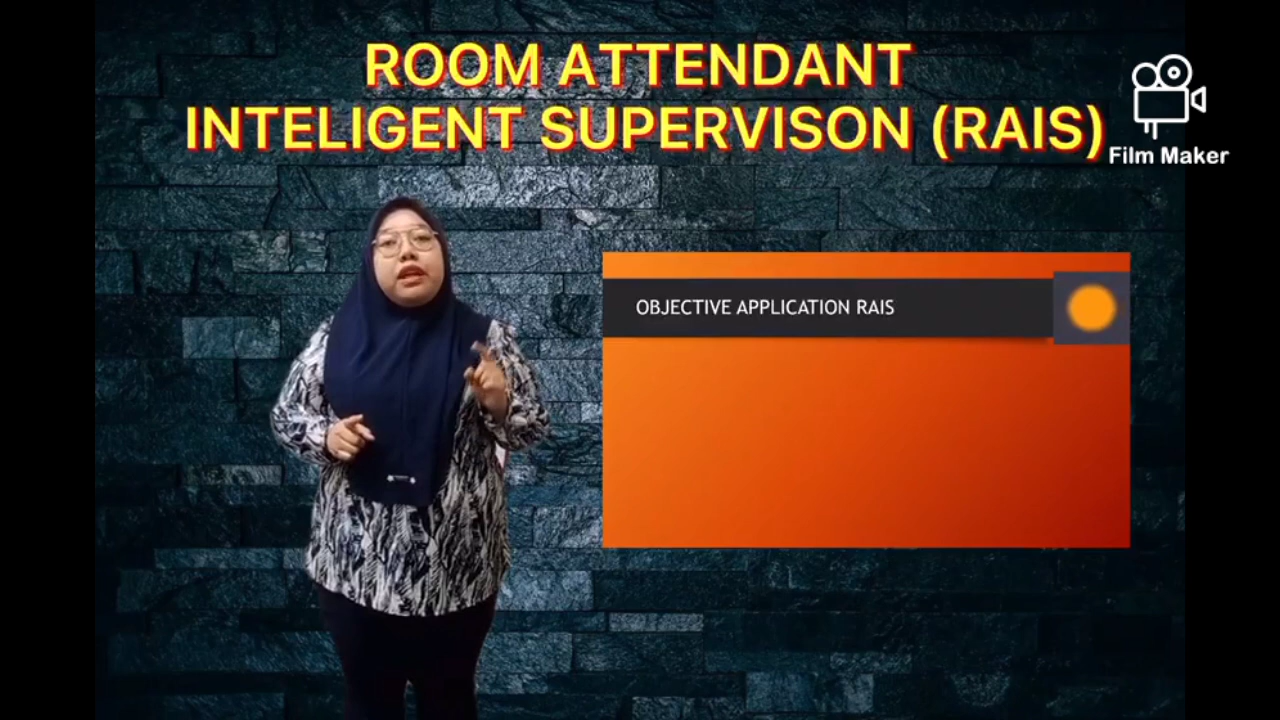 ROOM ATTENDANT
INTELIGENT SUPERVISON (RAIS)
Film Maker
OBJECTIVE APPLICATION RAIS